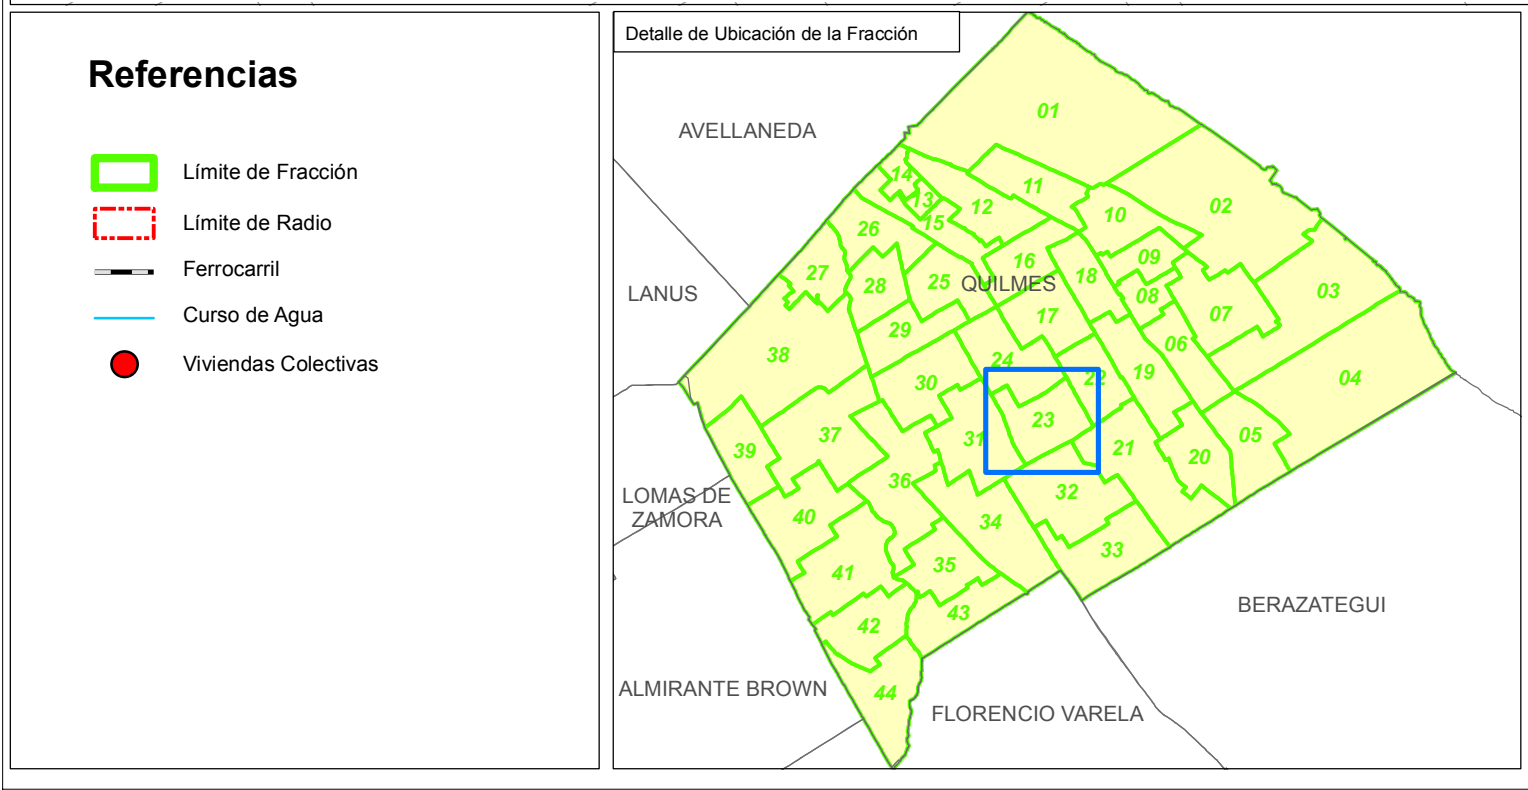 Referencias
Límite de Fracción
Límite de Radio
Ferrocarril
Curso de Agua
Viviendas Colectivas
Detalle de Ubicación de la Fracción
01
AVELLANEDA
14
11
13
12
02
10
15
26
09
16
27
18
28
25
QUILMES
LANUS
08
03
07
17
29
06
38
24
19
22
04
30
23
37
31
05
39
21
20
36
32
LOMAS DE
ZAMORA
40
34
33
35
41
BERAZATEGUI
43
42
ALMIRANTE BROWN
44
FLORENCIO VARELA